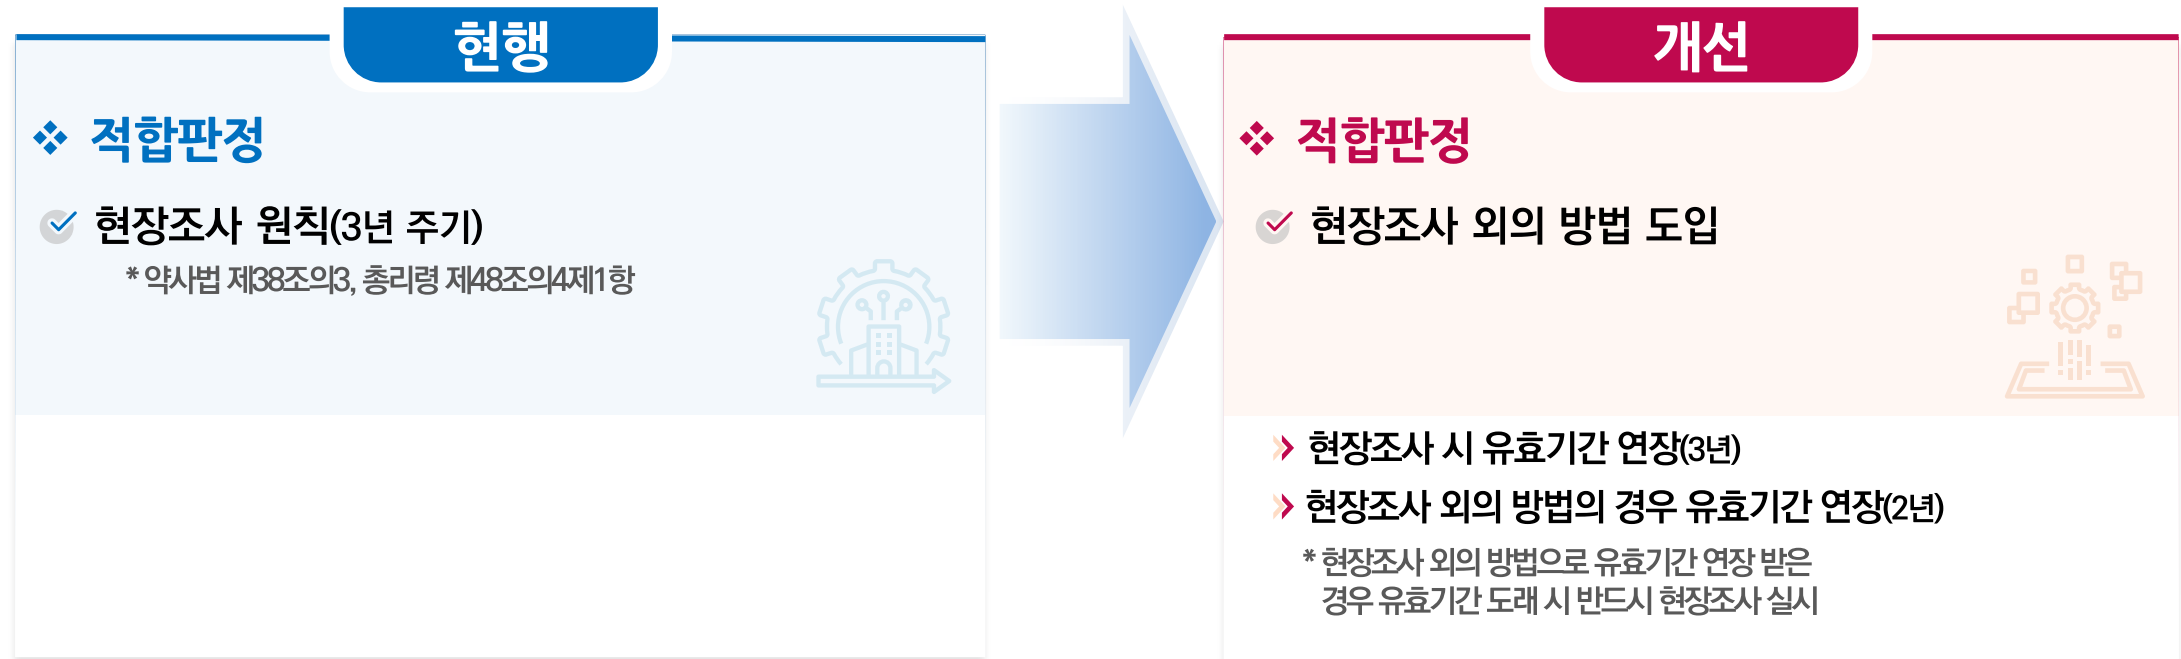 현행
적합판정
현장조사 원칙(3년 주기)
* 약사법 제38조의3, 총리령 제48조의4제1항
개선
적합판정
현장조사 외의 방법 도입
현장조사 시 유효기간 연장(3년)
현장조사 외의 방법의 경우 유효기간 연장(2년)
* 현장조사 외의 방법으로 유효기간 연장 받은
경우 유효기간 도래 시 반드시 현장조사 실시